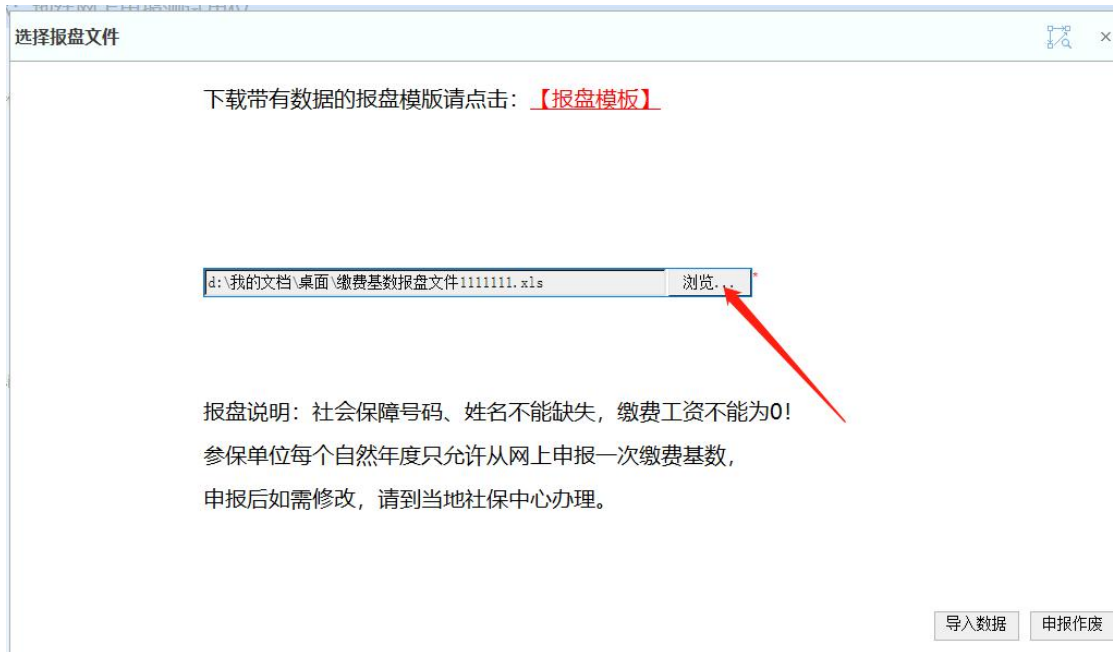 选择报盘文件
×
下载带有数据的报盘模版请点击：【报盘模板】
d:\我的文档\桌面\缴费基数报盘文件1111111.xls 浏览... *
报盘说明：社会保障号码、姓名不能缺失，缴费工资不能为0！
参保单位每个自然年度只允许从网上申报一次缴费基数，
申报后如需修改，请到当地社保中心办理。
导入数据 申报作废